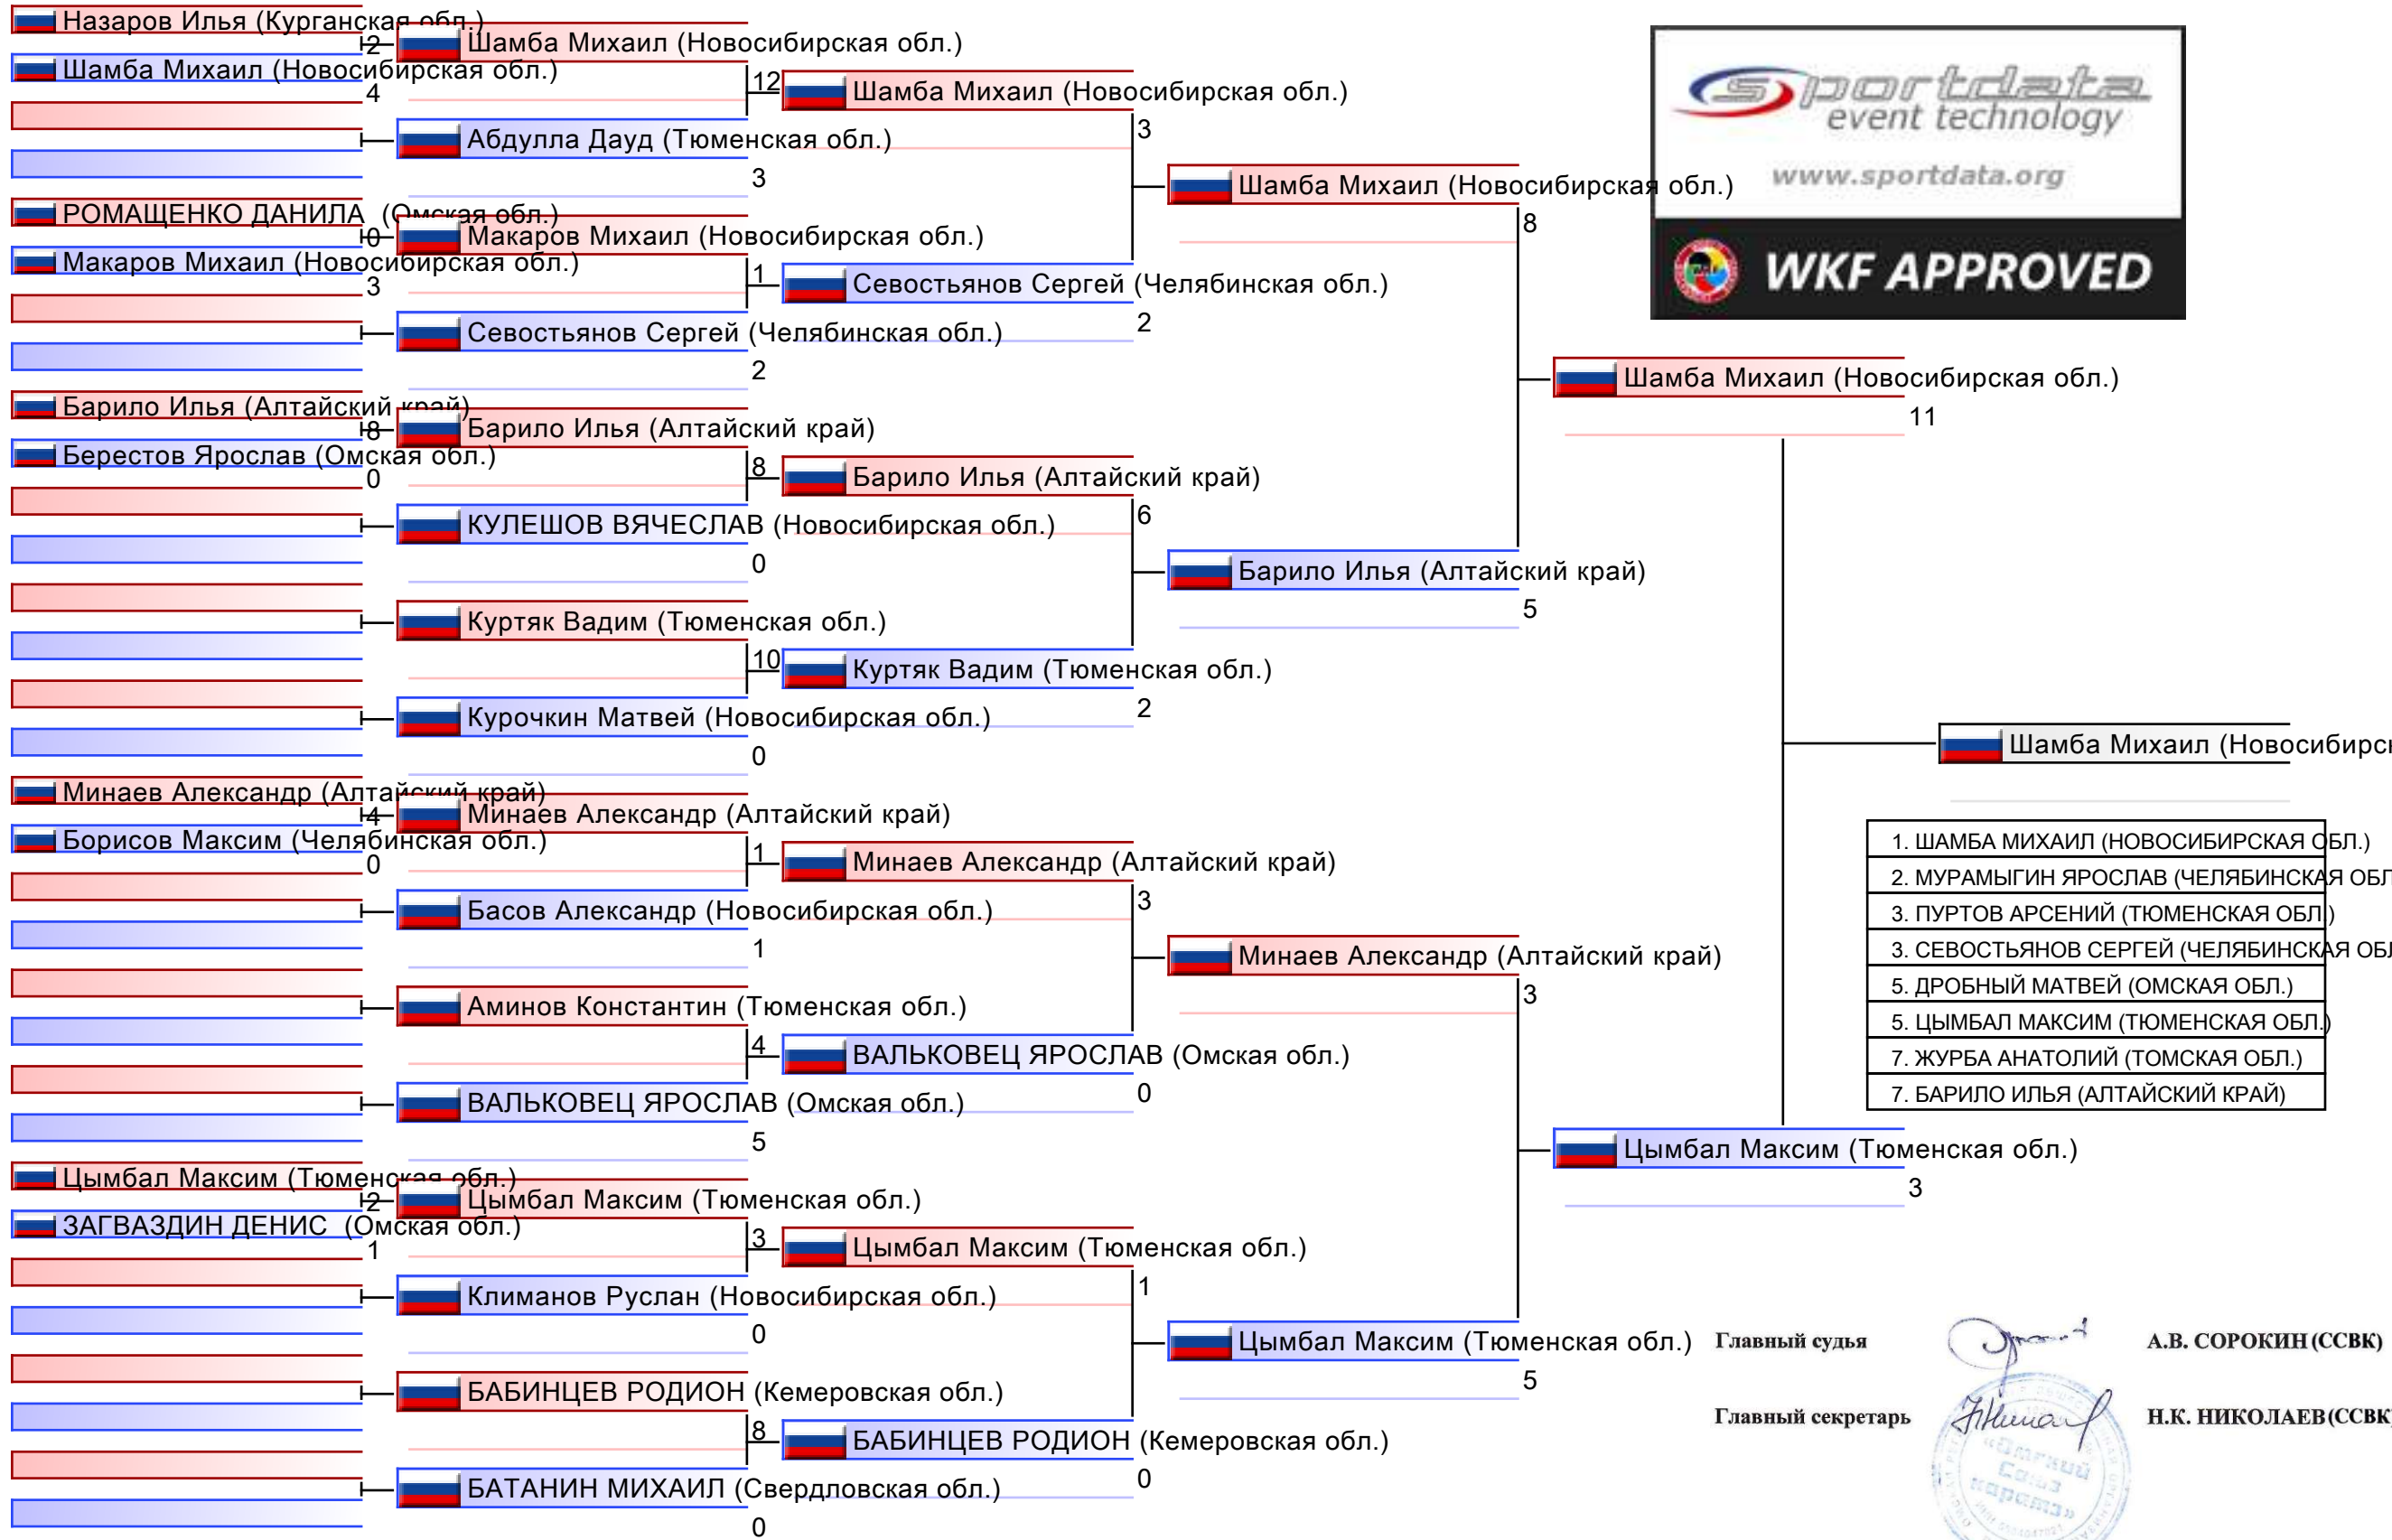 Назаров Илья (Курганская обл.)
2
Шамба Михаил (Новосибирская обл.)
4
РОМАЩЕНКО ДАНИЛА (Омская обл.)
0
Макаров Михаил (Новосибирская обл.)
3
Барило Илья (Алтайский край)
8
Берестов Ярослав (Омская обл.)
0
Минаев Александр (Алтайский край)
4
Борисов Максим (Челябинская обл.)
0
Цымбал Максим (Тюменская обл.)
2
ЗАГВАЗДИН ДЕНИС (Омская обл.)
1
Шамба Михаил (Новосибирская обл.)
12
Абдулла Дауд (Тюменская обл.)
3
Макаров Михаил (Новосибирская обл.)
1
Севостьянов Сергей (Челябинская обл.)
2
Барило Илья (Алтайский край)
8
КУЛЕШОВ ВЯЧЕСЛАВ (Новосибирская обл.)
0
Куртяк Вадим (Тюменская обл.)
10
Курочкин Матвей (Новосибирская обл.)
0
Минаев Александр (Алтайский край)
1
Басов Александр (Новосибирская обл.)
1
Аминов Константин (Тюменская обл.)
4
ВАЛЬКОВЕЦ ЯРОСЛАВ (Омская обл.)
5
Цымбал Максим (Тюменская обл.)
3
Климанов Руслан (Новосибирская обл.)
0
БАБИНЦЕВ РОДИОН (Кемеровская обл.)
8
БАТАНИН МИХАИЛ (Свердловская обл.)
0
Шамба Михаил (Новосибирская обл.)
3
Севостьянов Сергей (Челябинская обл.)
2
Барило Илья (Алтайский край)
6
Куртяк Вадим (Тюменская обл.)
2
Минаев Александр (Алтайский край)
3
ВАЛЬКОВЕЦ ЯРОСЛАВ (Омская обл.)
0
Цымбал Максим (Тюменская обл.)
1
БАБИНЦЕВ РОДИОН (Кемеровская обл.)
0
Шамба Михаил (Новосибирская обл.)
8
Барило Илья (Алтайский край)
5
Минаев Александр (Алтайский край)
3
Цымбал Максим (Тюменская обл.)
5
Шамба Михаил (Новосибирская обл.)
11
Цымбал Максим (Тюменская обл.)
3
Шамба Михаил (Новосибирск
sportdata
event technology
www.sportdata.org
WKF APPROVED
1. ШАМБА МИХАИЛ (НОВОСИБИРСКАЯ ОБЛ.)
2. МУРАМЫГИН ЯРОСЛАВ (ЧЕЛЯБИНСКАЯ ОБЛ
3. ПУРТОВ АРСЕНИЙ (ТЮМЕНСКАЯ ОБЛ.)
3. СЕВОСТЬЯНОВ СЕРГЕЙ (ЧЕЛЯБИНСКАЯ ОБЛ
5. ДРОБНЫЙ МАТВЕЙ (ОМСКАЯ ОБЛ.)
5. ЦЫМБАЛ МАКСИМ (ТЮМЕНСКАЯ ОБЛ.)
7. ЖУРБА АНАТОЛИЙ (ТОМСКАЯ ОБЛ.)
7. БАРИЛО ИЛЬЯ (АЛТАЙСКИЙ КРАЙ)
Главный судья А.В. СОРОКИН (ССВК)
Главный секретарь Н.К. НИКОЛАЕВ (ССВК)
«Омский
Союз
каратэ»